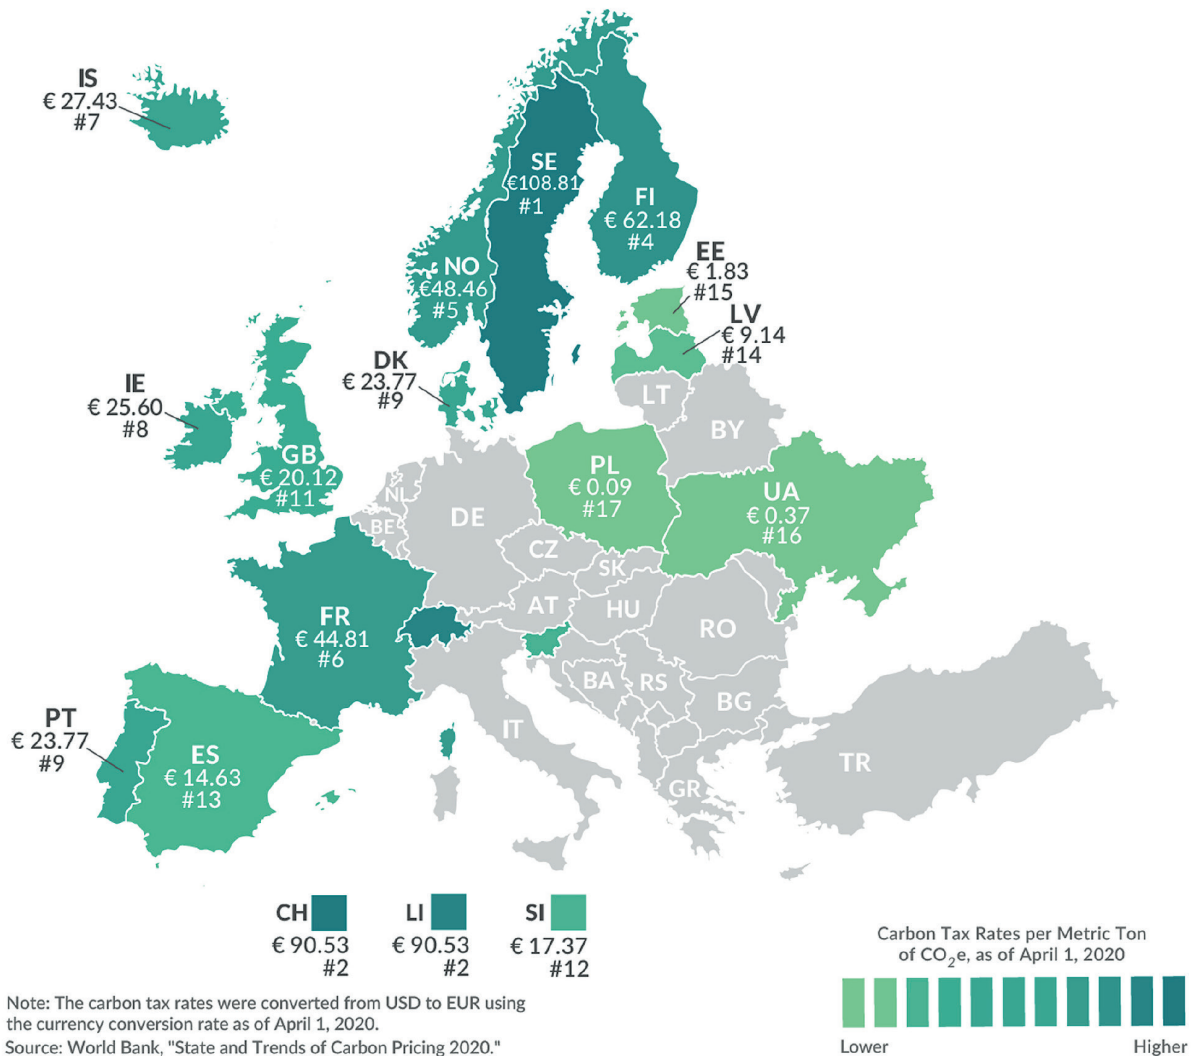 IS
€ 27.43
#7
SE
€108.81
#1
FI
€ 62.18
#4
NO
€48.46
#5
EE
€ 1.83
#15
LV
€ 9.14
#14
DK
€ 23.77
#9
IE
€ 25.60
#8
LT
BY
GB
€ 20.12
#11
NL
BE
DE
PL
€ 0.09
#17
UA
€ 0.37
#16
CZ
SK
AT
HU
RO
FR
€ 44.81
#6
BA
RS
BG
IT
GR
TR
PT
€ 23.77
#9
ES
€ 14.63
#13
CH
€ 90.53
#2
LI
€ 90.53
#2
SI
€ 17.37
#12
Carbon Tax Rates per Metric Ton
of CO₂e, as of April 1, 2020
Lower
Higher
Note: The carbon tax rates were converted from USD to EUR using
the currency conversion rate as of April 1, 2020.
Source: World Bank, "State and Trends of Carbon Pricing 2020."